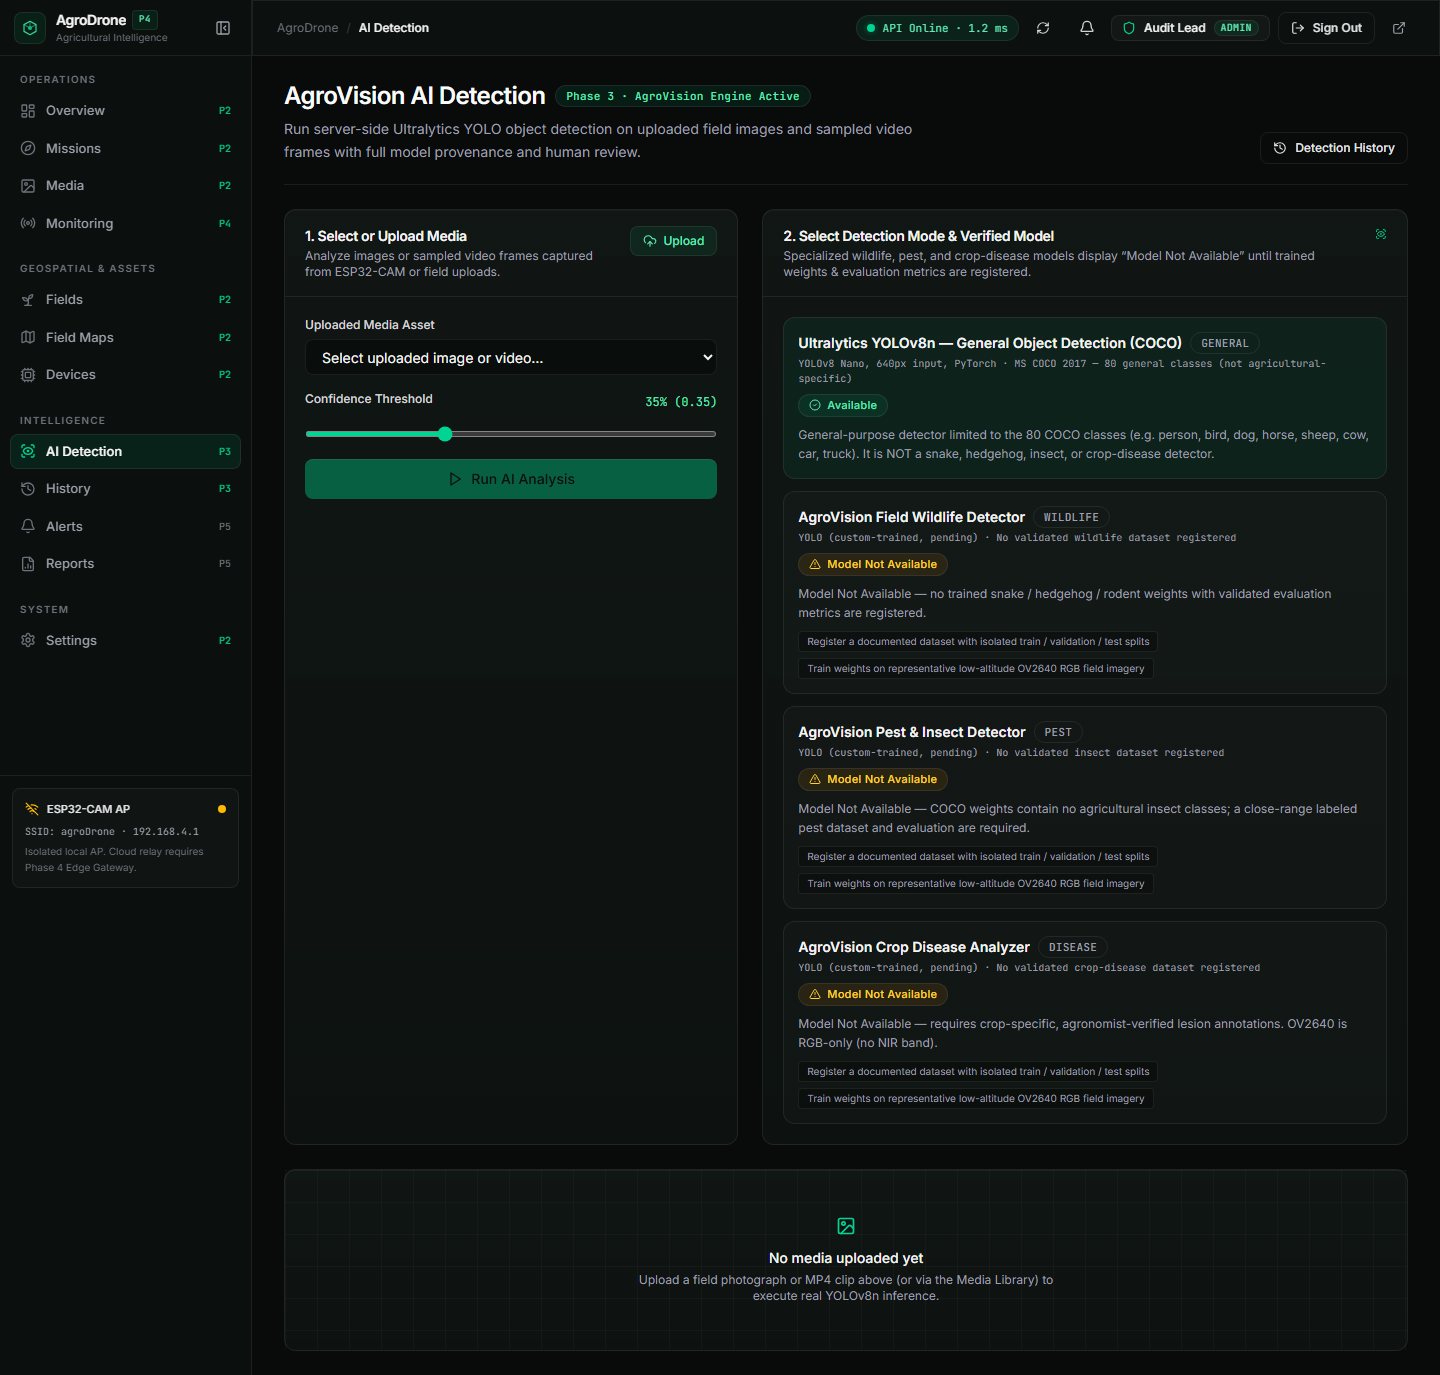 AgroDrone P4
Agricultural Intelligence
AgroDrone / AI Detection
API Online · 1.2 ms
Audit Lead ADMIN
Sign Out
OPERATIONS
Overview P2
Missions P2
Media P2
Monitoring P4
GEOSPATIAL & ASSETS
Fields P2
Field Maps P2
Devices P2
INTELLIGENCE
AI Detection P3
History P3
Alerts P5
Reports P5
SYSTEM
Settings P2
ESP32-CAM AP
SSID: agroDrone · 192.168.4.1
Isolated local AP. Cloud relay requires
Phase 4 Edge Gateway.
AgroVision AI Detection Phase 3 · AgroVision Engine Active
Run server-side Ultralytics YOLO object detection on uploaded field images and sampled video
frames with full model provenance and human review.
Detection History
1. Select or Upload Media
Analyze images or sampled video frames captured
from ESP32-CAM or field uploads.
Upload
Uploaded Media Asset
Select uploaded image or video...
Confidence Threshold 35% (0.35)
Run AI Analysis
2. Select Detection Mode & Verified Model
Specialized wildlife, pest, and crop-disease models display “Model Not Available” until trained
weights & evaluation metrics are registered.
Ultralytics YOLOv8n — General Object Detection (COCO) GENERAL
YOLOv8 Nano, 640px input, PyTorch · MS COCO 2017 — 80 general classes (not agricultural-
specific)
Available
General-purpose detector limited to the 80 COCO classes (e.g. person, bird, dog, horse, sheep, cow,
car, truck). It is NOT a snake, hedgehog, insect, or crop-disease detector.
AgroVision Field Wildlife Detector WILDLIFE
YOLO (custom-trained, pending) · No validated wildlife dataset registered
Model Not Available
Model Not Available — no trained snake / hedgehog / rodent weights with validated evaluation
metrics are registered.
Register a documented dataset with isolated train / validation / test splits
Train weights on representative low-altitude OV2640 RGB field imagery
AgroVision Pest & Insect Detector PEST
YOLO (custom-trained, pending) · No validated insect dataset registered
Model Not Available
Model Not Available — COCO weights contain no agricultural insect classes; a close-range labeled
pest dataset and evaluation are required.
Register a documented dataset with isolated train / validation / test splits
Train weights on representative low-altitude OV2640 RGB field imagery
AgroVision Crop Disease Analyzer DISEASE
YOLO (custom-trained, pending) · No validated crop-disease dataset registered
Model Not Available
Model Not Available — requires crop-specific, agronomist-verified lesion annotations. OV2640 is
RGB-only (no NIR band).
Register a documented dataset with isolated train / validation / test splits
Train weights on representative low-altitude OV2640 RGB field imagery
No media uploaded yet
Upload a field photograph or MP4 clip above (or via the Media Library) to
execute real YOLOv8n inference.